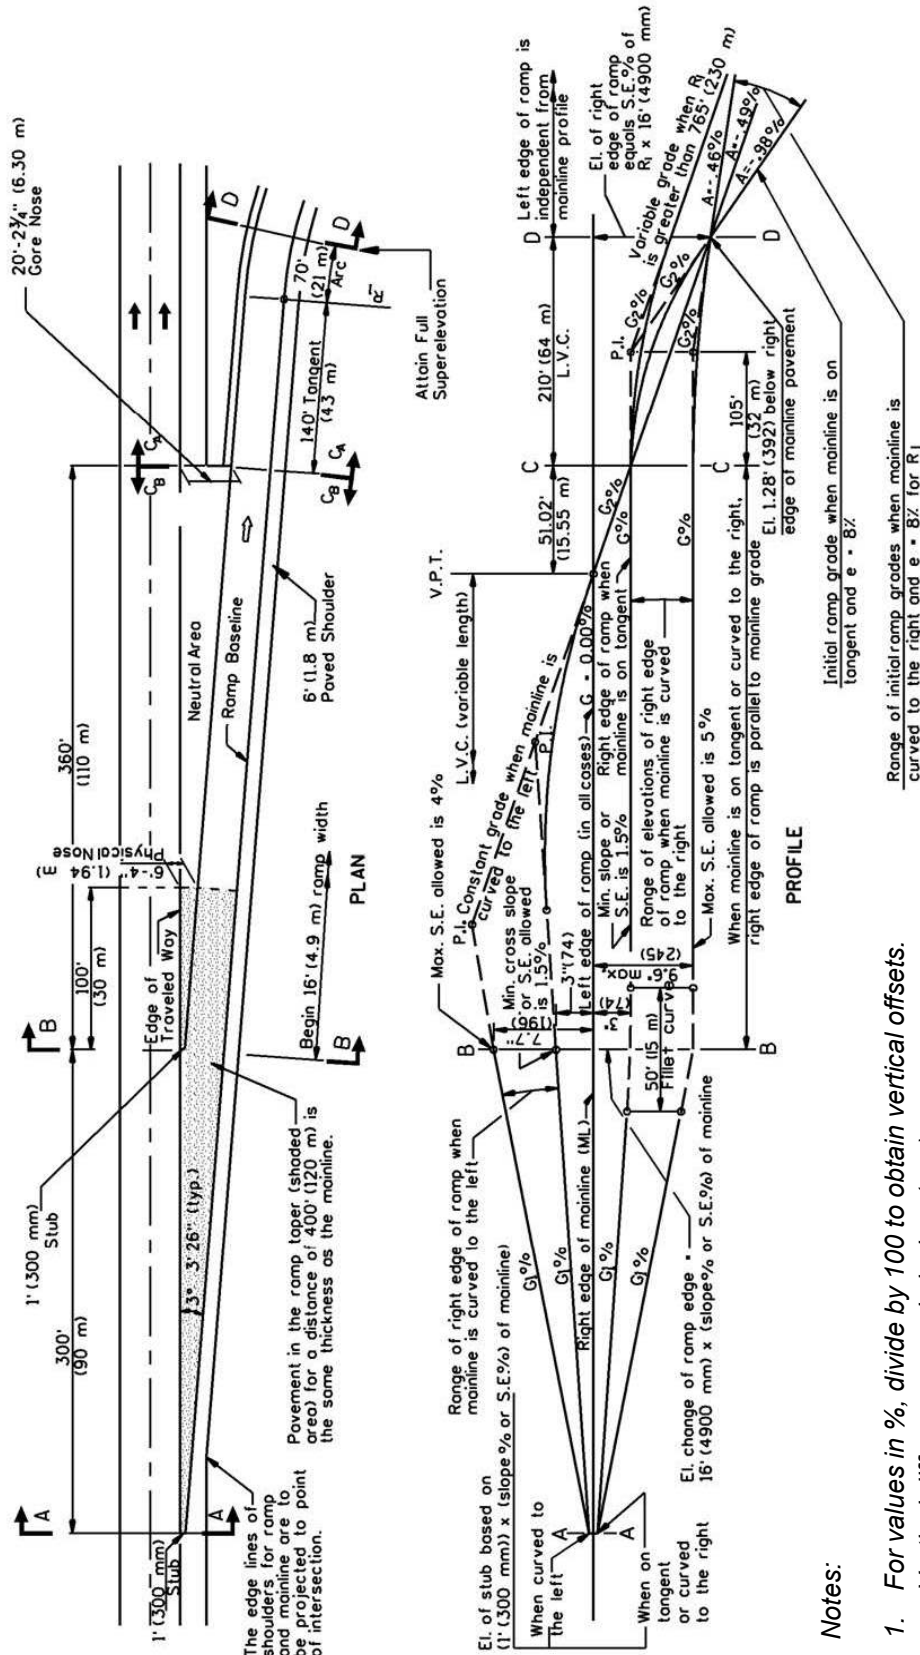 20'-2¾" (6.30 m)
Gore Nose
300'
(90 m)
360'
(110 m)
100'
(30 m)
1' (300 mm)
Stub
6'-4" (1.94 m)
Physical Nose
A
B
C_B
C_A
D
Edge of
Traveled Way
Neutral Area
Ramp Baseline
3° 3' 26" (typ.)
1' (300 mm)
Stub
A
B
C_B
C_A
D
140' Tangent
(43 m)
70'
(21 m)
Arc
R1
Attain Full
Superelevation
6' (1.8 m)
Paved Shoulder
Begin 16' (4.9 m) ramp width
The edge lines of
shoulders for ramp
and mainline are to
be projected to point
of intersection.
Pavement in the ramp taper (shaded
area) for a distance of 400' (120 m) is
the same thickness as the mainline.
PLAN
El. of stub based on
(1' (300 mm)) x (slope % or S.E.%) of mainline)
When curved to
the left
When on
tangent
or curved
to the right
A
A
Range of right edge of ramp when
mainline is curved to the left
G1%
G1%
Right edge of mainline (ML)
G1%
G1%
El. change of ramp edge =
16' (4900 mm) x (slope% or S.E.%) of mainline
Max. S.E. allowed is 4%
B
7.7"
(196)
Min. cross slope
or S.E. allowed
is 1.5%
3"(74)
P.I. Constant grade when mainline is
curved to the left
P.I.
L.V.C. (variable length)
V.P.T.
51.02'
(15.55 m)
210' (64 m)
L.V.C.
Left edge of ramp is
independent from
mainline profile
C
D
Left edge of ramp (in all cases) G = 0.00%
3"
(74)
9.6" max.
(245)
50' (15 m)
Fillet curve
Min. slope or
S.E. is 1.5%
Right edge of ramp when
mainline is on tangent
Range of elevations of right edge
of ramp when mainline is curved
to the right
Max. S.E. allowed is 5%
G2%
G%
G%
P.I.
G2%
G2%
G2%
El. of right
edge of ramp
equals S.E.% of
R1 x 16' (4900 mm)
Variable grade when R1
is greater than 765' (230 m)
A=-.46%
A=-.49%
A=-.98%
105'
(32 m)
El. 1.28' (392) below right
edge of mainline pavement
B
C
D
When mainline is on tangent or curved to the right,
right edge of ramp is parallel to mainline grade
Initial ramp grade when mainline is on
tangent and e = 8%
Range of initial ramp grades when mainline is
curved to the right and e = 8% for R1
PROFILE
Notes:
1. For values in %, divide by 100 to obtain vertical offsets.